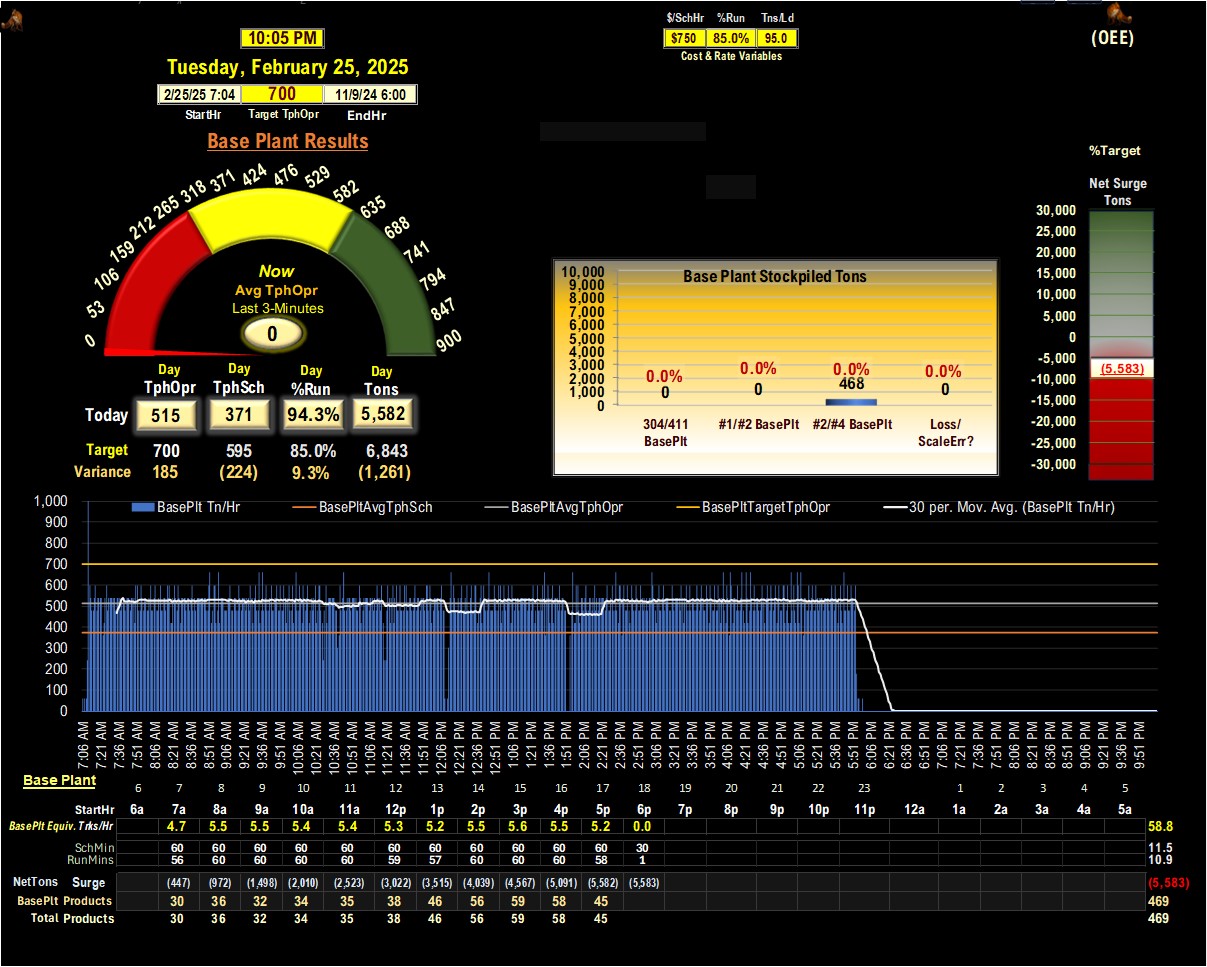 $/SchHr %Run Tns/Ld
10:05 PM $750 85.0% 95.0 (OEE)
Cost & Rate Variables
Tuesday, February 25, 2025
2/25/25 7:04 700 11/9/24 6:00
StartHr Target TphOpr EndHr
Base Plant Results
%Target
Net Surge
Tons
0 53 106 159 212 265 318 371 424 476 529 582 635 688 741 794 847 900
Now
Avg TphOpr
Last 3-Minutes
0
Day Day Day Day
TphOpr TphSch %Run Tons
Today 515 371 94.3% 5,582
Target 700 595 85.0% 6,843
Variance 185 (224) 9.3% (1,261)
Base Plant Stockpiled Tons
10,000
9,000
8,000
7,000
6,000
5,000
4,000
3,000
2,000
1,000
0
0.0% 0.0% 0.0% 0.0%
0 0 468 0
304/411 BasePlt
#1/#2 BasePlt
#2/#4 BasePlt
Loss/ ScaleErr?
30,000
25,000
20,000
15,000
10,000
5,000
0
-5,000
-10,000
-15,000
-20,000
-25,000
-30,000
(5,583)
BasePlt Tn/Hr BasePltAvgTphSch BasePltAvgTphOpr BasePltTargetTphOpr 30 per. Mov. Avg. (BasePlt Tn/Hr)
1,000
900
800
700
600
500
400
300
200
100
0
7:06 AM 7:21 AM 7:36 AM 7:51 AM 8:06 AM 8:21 AM 8:36 AM 8:51 AM 9:06 AM 9:21 AM 9:36 AM 9:51 AM 10:06 AM 10:21 AM 10:36 AM 10:51 AM 11:06 AM 11:21 AM 11:36 AM 11:51 AM 12:06 PM 12:21 PM 12:36 PM 12:51 PM 1:06 PM 1:21 PM 1:36 PM 1:51 PM 2:06 PM 2:21 PM 2:36 PM 2:51 PM 3:06 PM 3:21 PM 3:36 PM 3:51 PM 4:06 PM 4:21 PM 4:36 PM 4:51 PM 5:06 PM 5:21 PM 5:36 PM 5:51 PM 6:06 PM 6:21 PM 6:36 PM 6:51 PM 7:06 PM 7:21 PM 7:36 PM 7:51 PM 8:06 PM 8:21 PM 8:36 PM 8:51 PM 9:06 PM 9:21 PM 9:36 PM 9:51 PM
Base Plant
6 7 8 9 10 11 12 13 14 15 16 17 18 19 20 21 22 23 1 2 3 4 5
StartHr 6a 7a 8a 9a 10a 11a 12p 1p 2p 3p 4p 5p 6p 7p 8p 9p 10p 11p 12a 1a 2a 3a 4a 5a
BasePlt Equiv. Trks/Hr 4.7 5.5 5.5 5.4 5.4 5.3 5.2 5.5 5.6 5.5 5.2 0.0 58.8
SchMin 60 60 60 60 60 60 60 60 60 60 60 30 11.5
RunMins 56 60 60 60 60 59 57 60 60 60 58 1 10.9
NetTons Surge (447) (972) (1,498) (2,010) (2,523) (3,022) (3,515) (4,039) (4,567) (5,091) (5,582) (5,583) (5,583)
BasePlt Products 30 36 32 34 35 38 46 56 59 58 45 469
Total Products 30 36 32 34 35 38 46 56 59 58 45 469